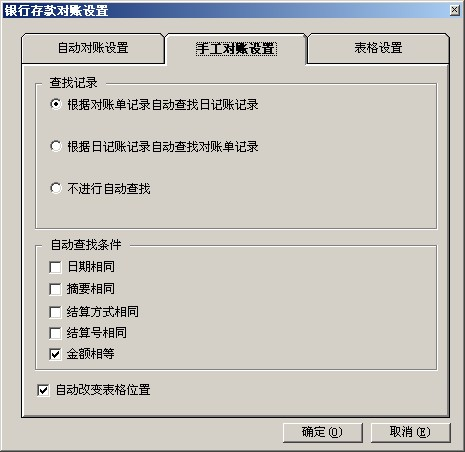 银行存款对账设置
自动对账设置 手工对账设置 表格设置
查找记录
根据对账单记录自动查找日记账记录
根据日记账记录自动查找对账单记录
不进行自动查找
自动查找条件
日期相同
摘要相同
结算方式相同
结算号相同
金额相等
自动改变表格位置
确定(O) 取消(E)